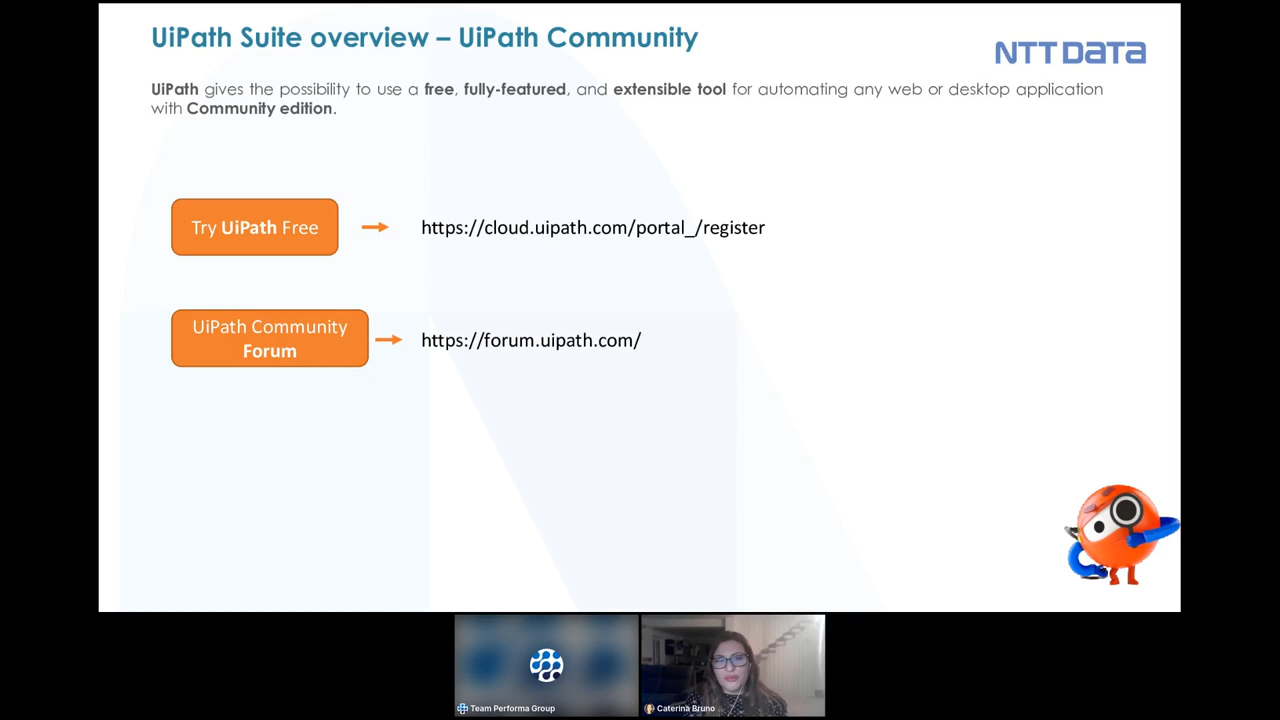 UiPath Suite overview – UiPath Community
NTT DATA
UiPath gives the possibility to use a free, fully-featured, and extensible tool for automating any web or desktop application
with Community edition.
Try UiPath Free
https://cloud.uipath.com/portal_/register
UiPath Community
Forum
https://forum.uipath.com/
Team Performa Group
Caterina Bruno